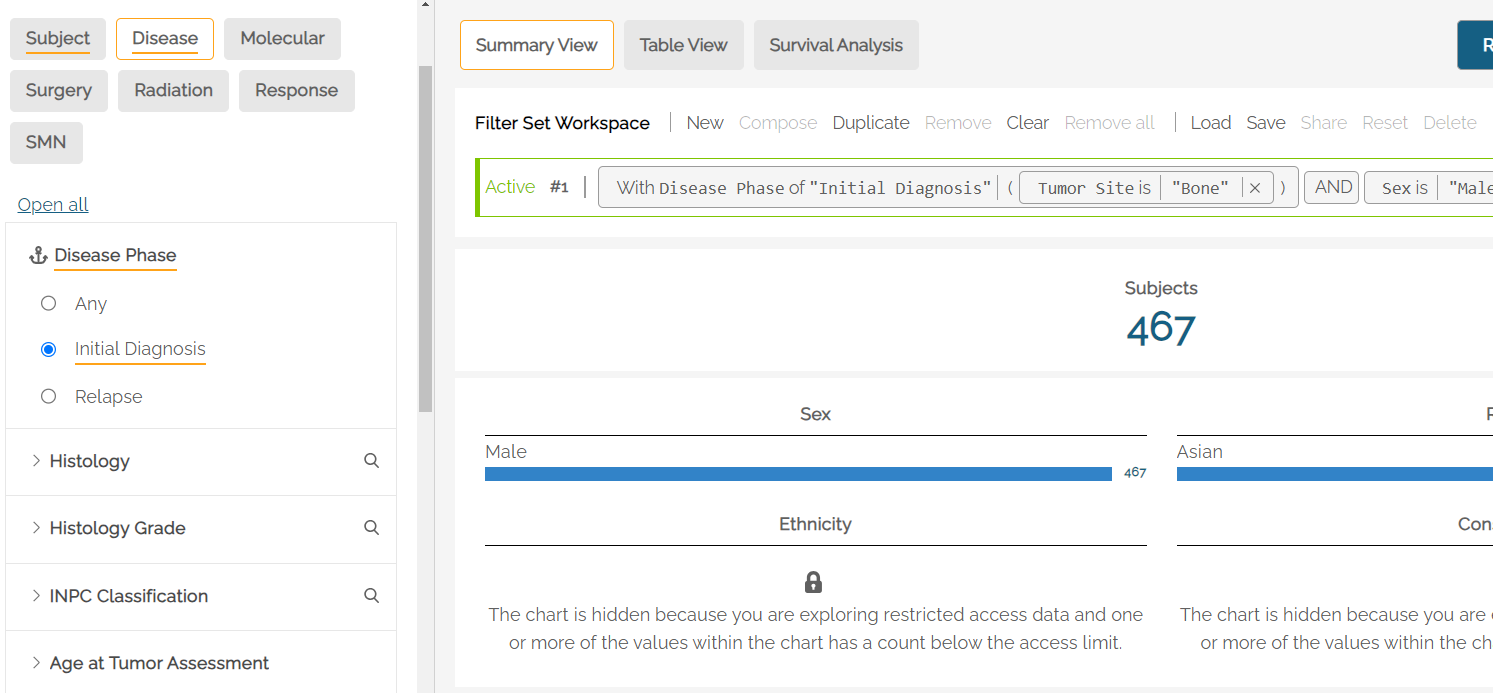 Subject Disease Molecular
Surgery Radiation Response
SMN
Open all
Disease Phase
Any
Initial Diagnosis
Relapse
Histology
Histology Grade
INPC Classification
Age at Tumor Assessment
Summary View Table View Survival Analysis R
Filter Set Workspace New Compose Duplicate Remove Clear Remove all Load Save Share Reset Delete
Active #1 With Disease Phase of "Initial Diagnosis" ( Tumor Site is "Bone" × ) AND Sex is "Male
Subjects
467
Sex
Male
467
Asian
Ethnicity
Con
The chart is hidden because you are exploring restricted access data and one
or more of the values within the chart has a count below the access limit.
The chart is hidden because you are
or more of the values within the ch